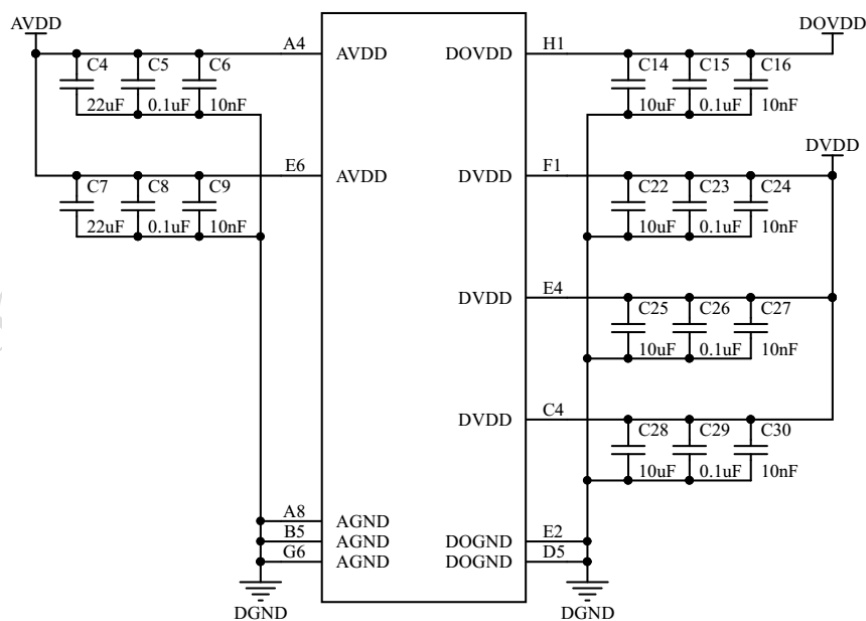 AVDD
A4
AVDD
DOVDD
H1
DOVDD
C4
C5
C6
C14
C15
C16
22uF
0.1uF
10nF
10uF
0.1uF
10nF
DVDD
E6
AVDD
DVDD
F1
C7
C8
C9
C22
C23
C24
22uF
0.1uF
10nF
10uF
0.1uF
10nF
DVDD
E4
C25
C26
C27
10uF
0.1uF
10nF
DVDD
C4
C28
C29
C30
10uF
0.1uF
10nF
A8
AGND
B5
AGND
DOGND
E2
G6
AGND
DOGND
D5
DGND
DGND